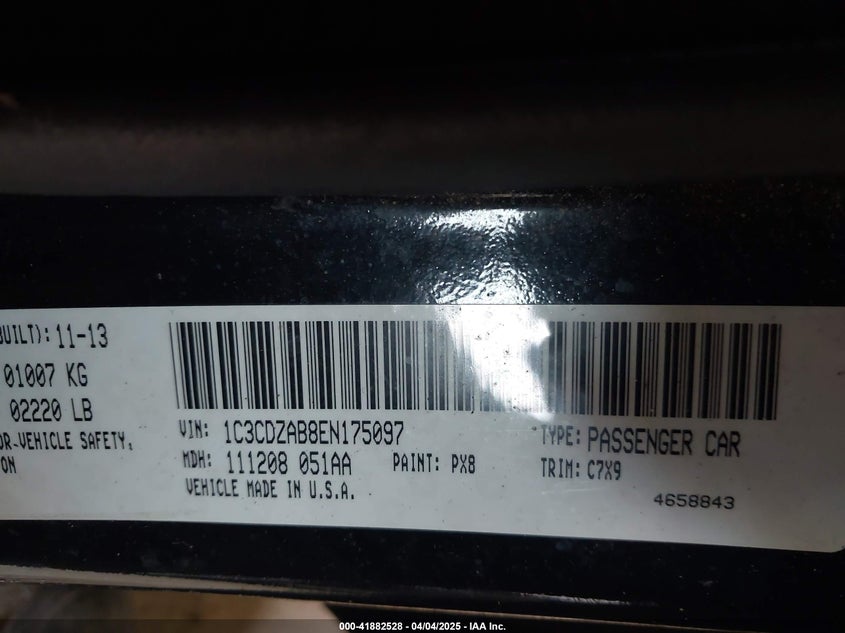 BUILT): 11-13
01007 KG
02220 LB
OR-VEHICLE SAFETY,
ON
VIN: 1C3CDZAB8EN175097
TYPE: PASSENGER CAR
MDH: 111208 051AA PAINT: PX8 TRIM: C7X9
VEHICLE MADE IN U.S.A.
4658843
000-41882528 - 04/04/2025 - IAA Inc.